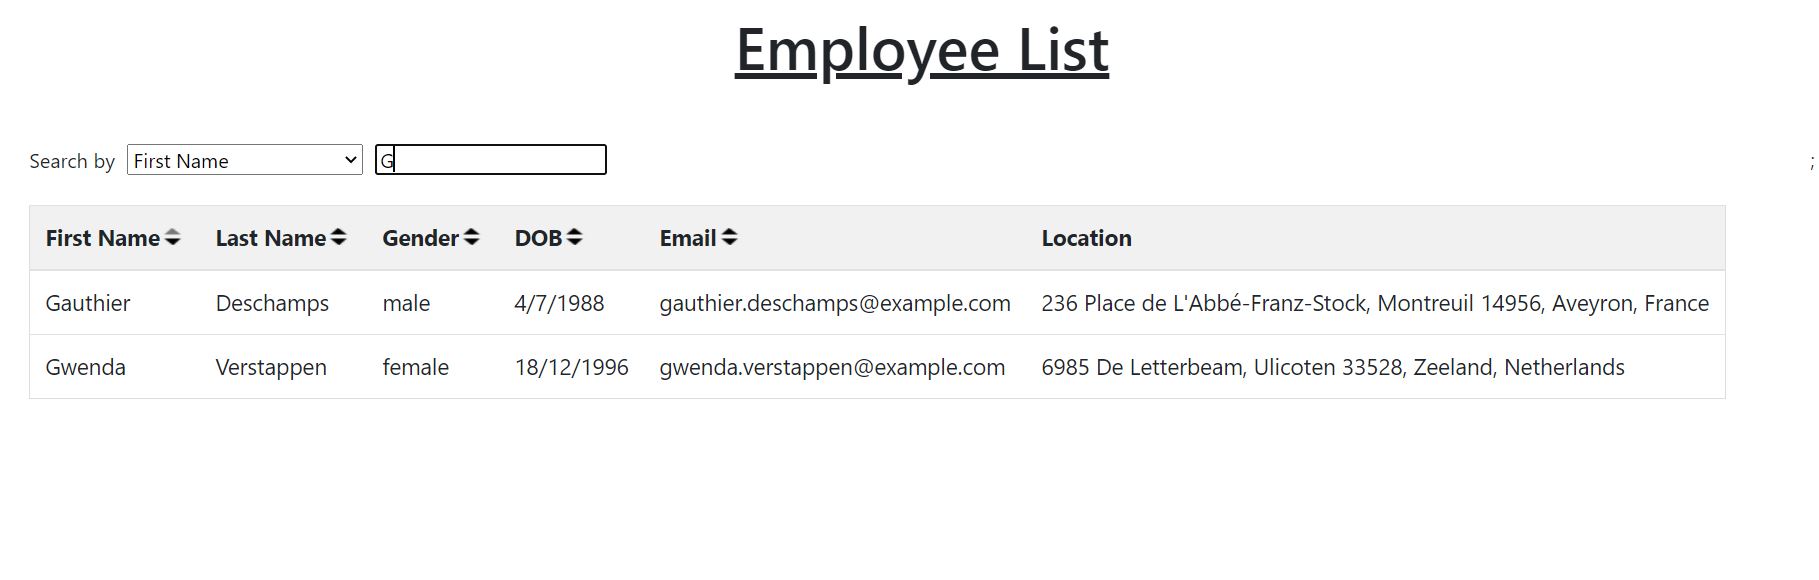 Employee List
Search by First Name G ;
First Name Last Name Gender DOB Email Location
Gauthier Deschamps male 4/7/1988 gauthier.deschamps@example.com 236 Place de L'Abbé-Franz-Stock, Montreuil 14956, Aveyron, France
Gwenda Verstappen female 18/12/1996 gwenda.verstappen@example.com 6985 De Letterbeam, Ulicoten 33528, Zeeland, Netherlands